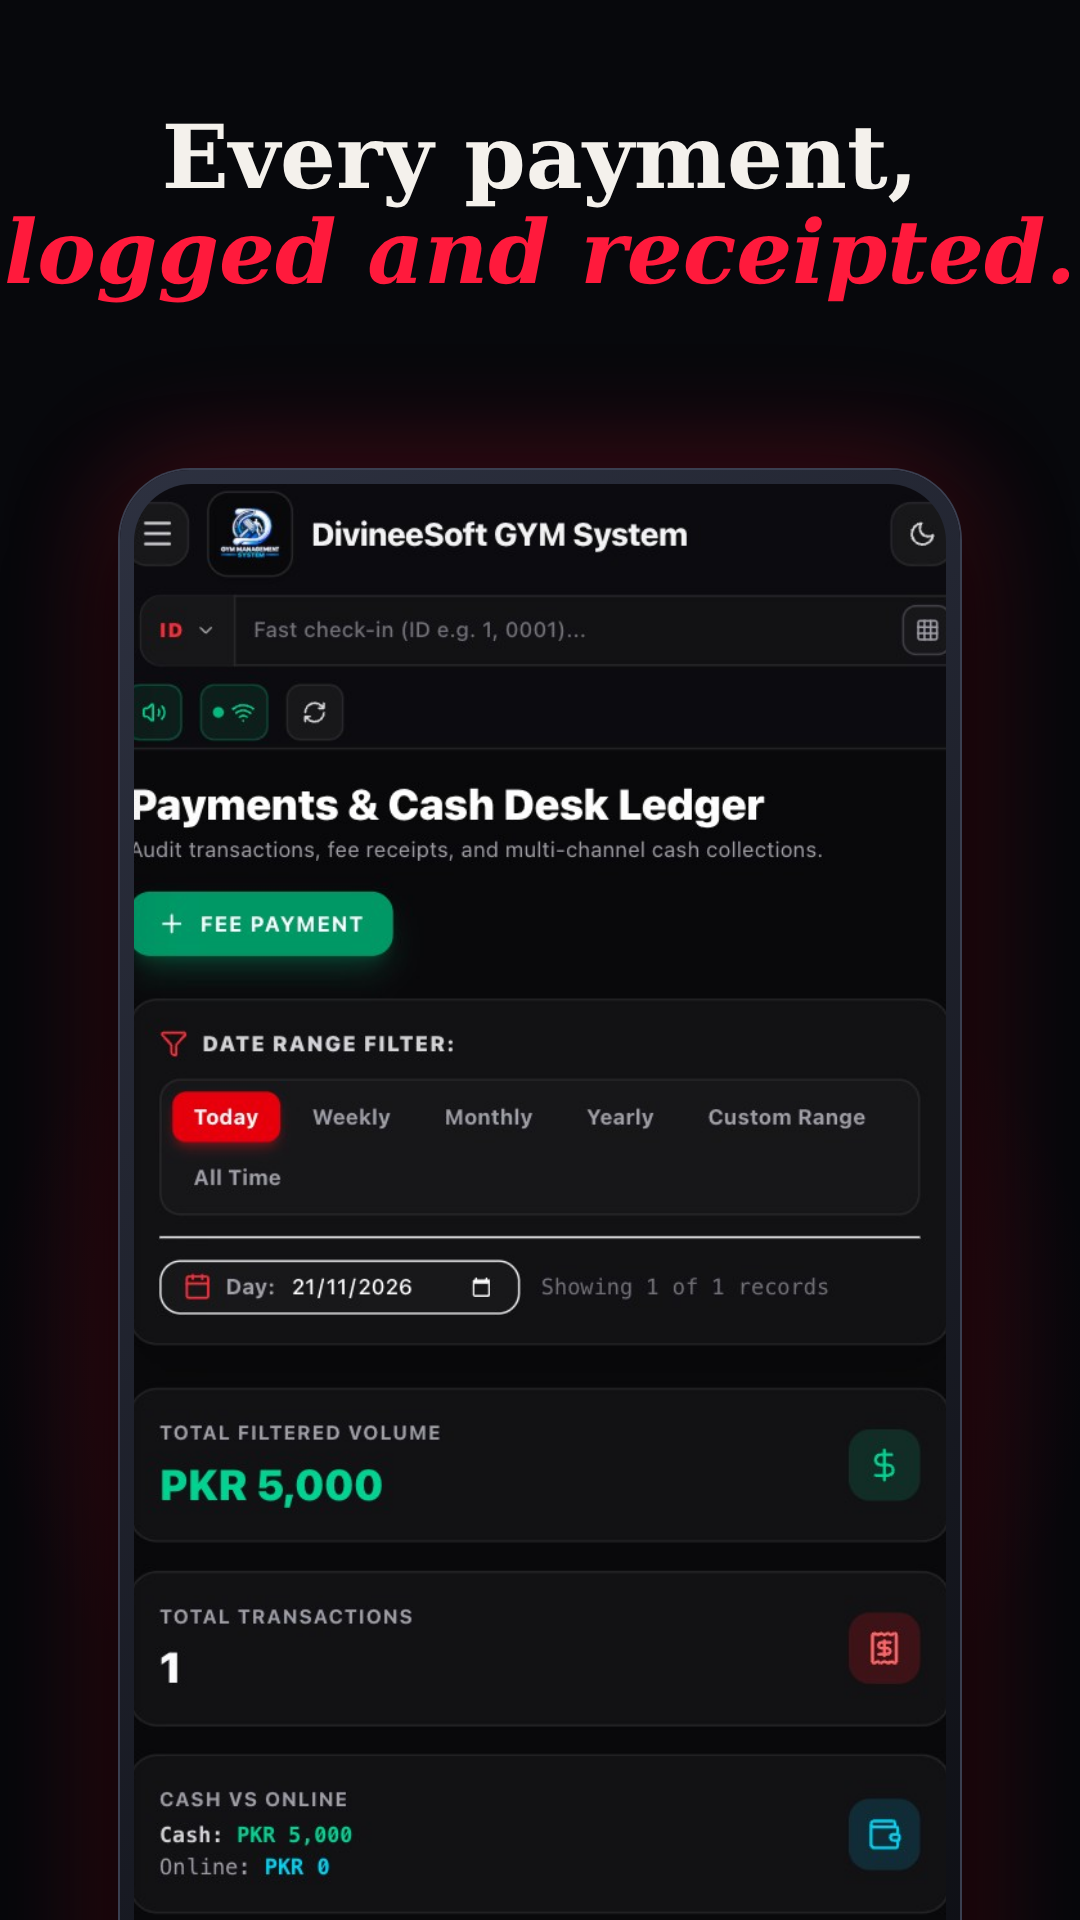 Every payment,
logged and receipted.
GYM MANAGEMENT
SYSTEM
DivineeSoft GYM System
ID
Fast check-in (ID e.g. 1, 0001)...
Payments & Cash Desk Ledger
Audit transactions, fee receipts, and multi-channel cash collections.
+ FEE PAYMENT
DATE RANGE FILTER:
Today Weekly Monthly Yearly Custom Range
All Time
Day: 21/11/2026 Showing 1 of 1 records
TOTAL FILTERED VOLUME
PKR 5,000
$
TOTAL TRANSACTIONS
1
$
CASH VS ONLINE
Cash: PKR 5,000
Online: PKR 0